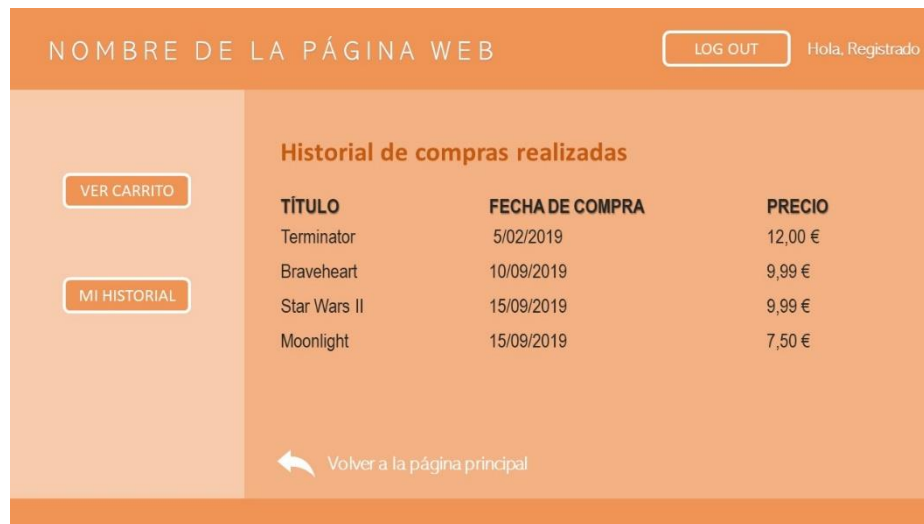 NOMBRE DE LA PÁGINA WEB LOG OUT Hola, Registrado
VER CARRITO
MI HISTORIAL
Historial de compras realizadas
TÍTULO FECHA DE COMPRA PRECIO
Terminator 5/02/2019 12,00 €
Braveheart 10/09/2019 9,99 €
Star Wars II 15/09/2019 9,99 €
Moonlight 15/09/2019 7,50 €
Volver a la página principal